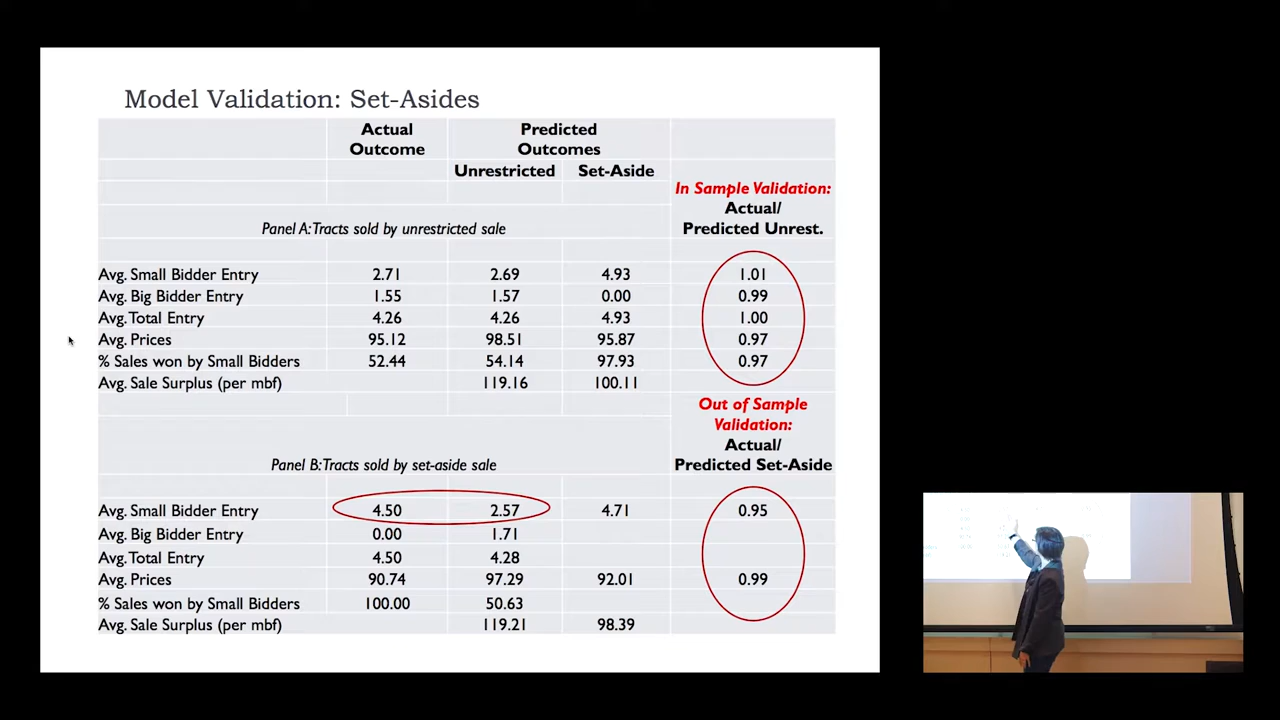 Model Validation: Set-Asides
Actual Outcome Predicted Outcomes
Unrestricted Set-Aside
In Sample Validation:
Actual/
Panel A: Tracts sold by unrestricted sale Predicted Unrest.
Avg. Small Bidder Entry 2.71 2.69 4.93 1.01
Avg. Big Bidder Entry 1.55 1.57 0.00 0.99
Avg. Total Entry 4.26 4.26 4.93 1.00
Avg. Prices 95.12 98.51 95.87 0.97
% Sales won by Small Bidders 52.44 54.14 97.93 0.97
Avg. Sale Surplus (per mbf) 119.16 100.11
Out of Sample
Validation:
Actual/
Panel B: Tracts sold by set-aside sale Predicted Set-Aside
Avg. Small Bidder Entry 4.50 2.57 4.71 0.95
Avg. Big Bidder Entry 0.00 1.71
Avg. Total Entry 4.50 4.28
Avg. Prices 90.74 97.29 92.01 0.99
% Sales won by Small Bidders 100.00 50.63
Avg. Sale Surplus (per mbf) 119.21 98.39